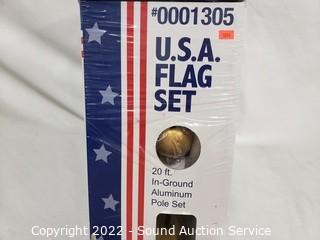 #0001305
U.S.A.
FLAG
SET
20 ft.
In-Ground
Aluminum
Pole Set
Copyright 2022 - Sound Auction Service